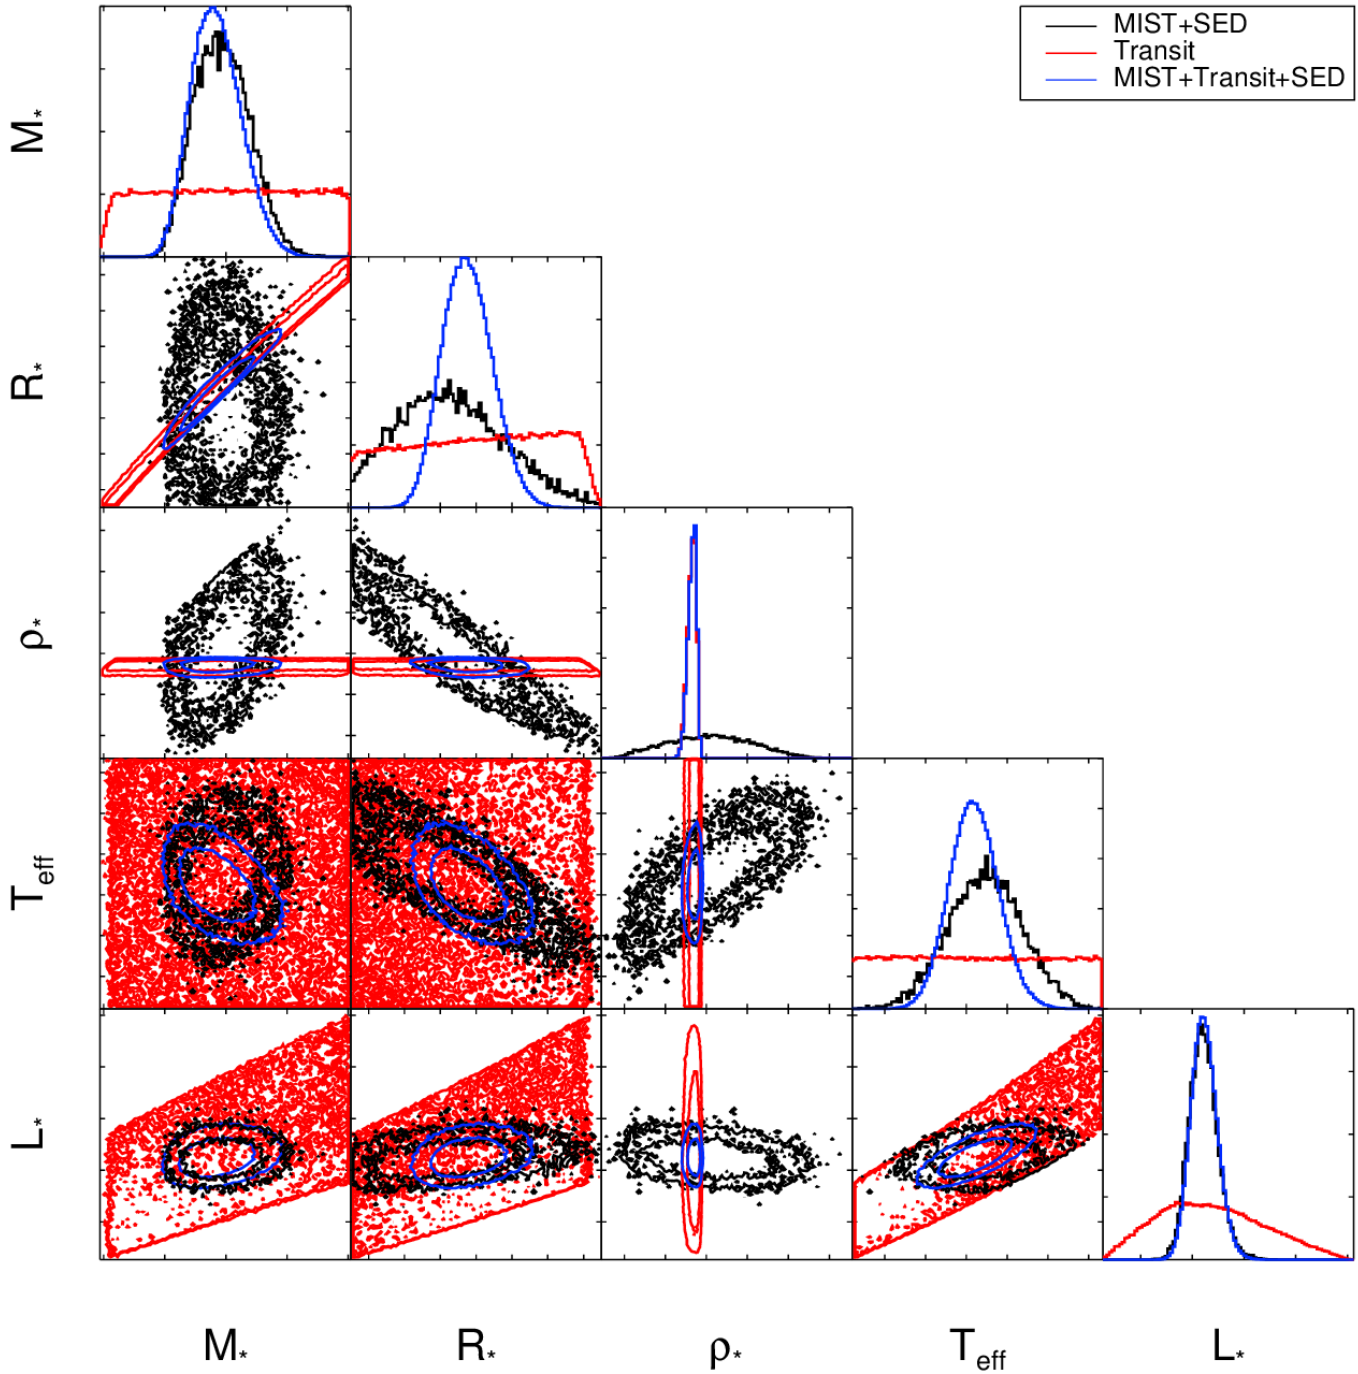 MIST+SED
Transit
MIST+Transit+SED
M*
R*
ρ*
Teff
L*
M* R* ρ* Teff L*